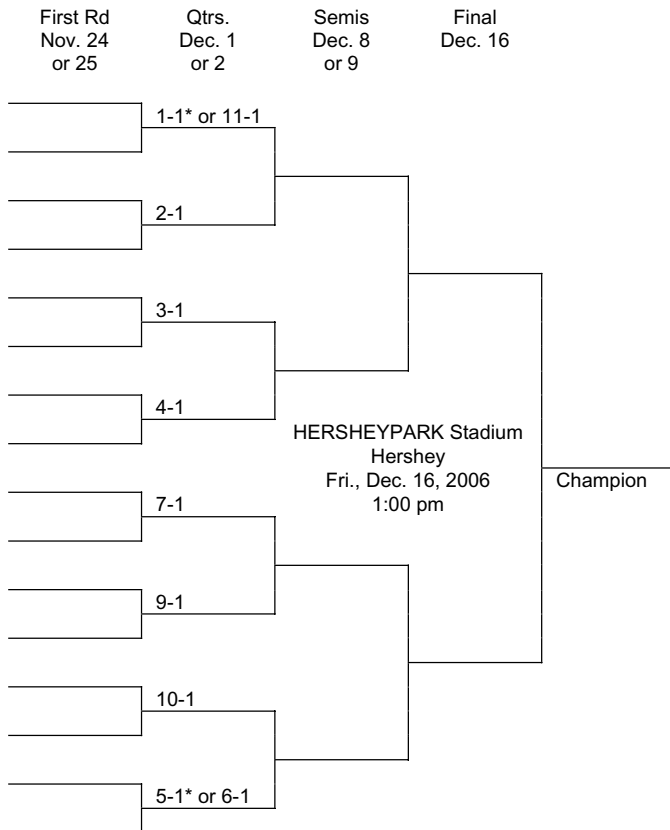 First Rd
Nov. 24
or 25
Qtrs.
Dec. 1
or 2
Semis
Dec. 8
or 9
Final
Dec. 16
1-1* or 11-1
2-1
3-1
4-1
HERSHEYPARK Stadium
Hershey
Fri., Dec. 16, 2006
1:00 pm
Champion
7-1
9-1
10-1
5-1* or 6-1